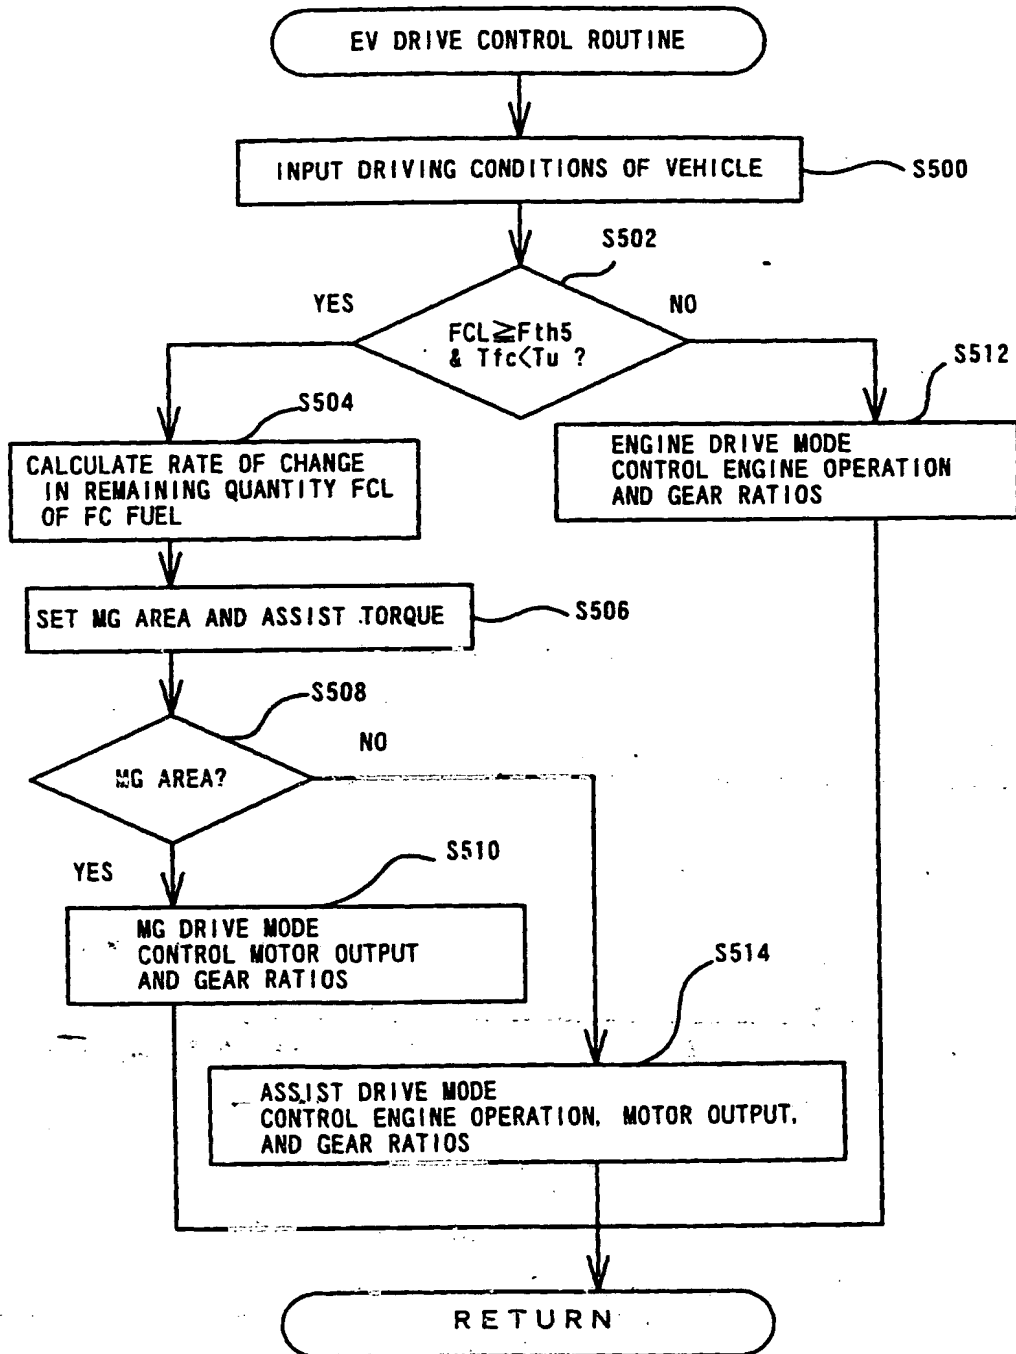 EV DRIVE CONTROL ROUTINE
INPUT DRIVING CONDITIONS OF VEHICLE
S500
S502
YES
NO
FCL≧Fth5
& Tfc<Tu ?
S512
S504
CALCULATE RATE OF CHANGE
IN REMAINING QUANTITY FCL
OF FC FUEL
ENGINE DRIVE MODE
CONTROL ENGINE OPERATION
AND GEAR RATIOS
SET MG AREA AND ASSIST TORQUE
S506
S508
NO
MG AREA?
YES
S510
MG DRIVE MODE
CONTROL MOTOR OUTPUT
AND GEAR RATIOS
S514
ASSIST DRIVE MODE
CONTROL ENGINE OPERATION, MOTOR OUTPUT,
AND GEAR RATIOS
RETURN